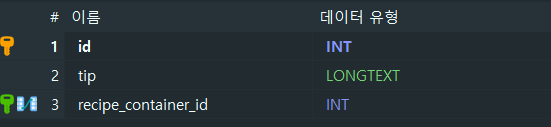 # 이름 데이터 유형
1 id INT
2 tip LONGTEXT
3 recipe_container_id INT